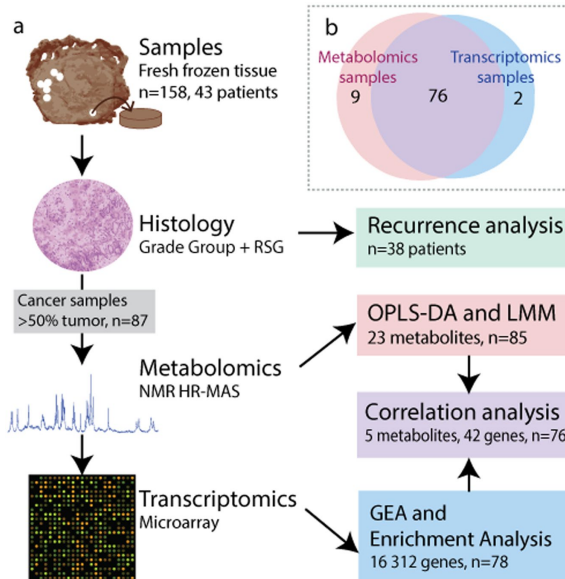 a
Samples
Fresh frozen tissue
n=158, 43 patients
b
Metabolomics
samples
9
76
Transcriptomics
samples
2
Histology
Grade Group + RSG
Recurrence analysis
n=38 patients
Cancer samples
>50% tumor, n=87
OPLS-DA and LMM
23 metabolites, n=85
Metabolomics
NMR HR-MAS
Correlation analysis
5 metabolites, 42 genes, n=76
Transcriptomics
Microarray
GEA and
Enrichment Analysis
16 312 genes, n=78